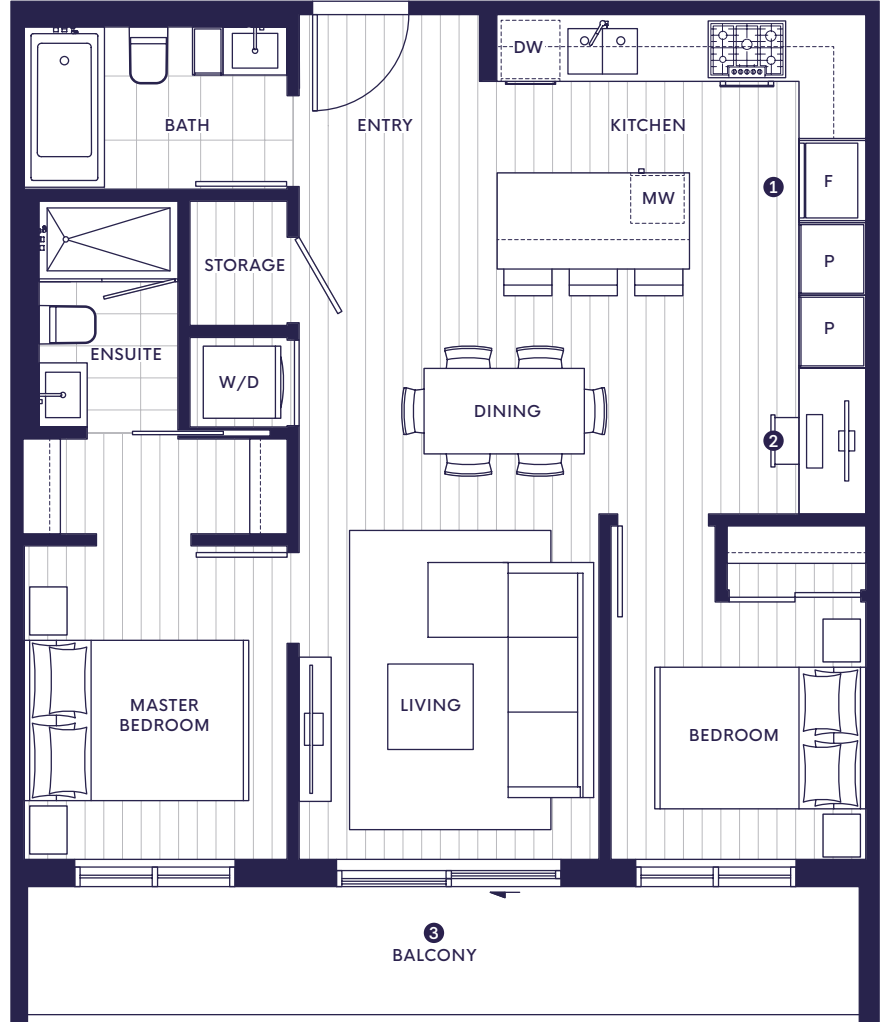 DW
BATH
ENTRY
KITCHEN
1
F
MW
STORAGE
P
P
ENSUITE
W/D
DINING
2
MASTER
BEDROOM
LIVING
BEDROOM
3
BALCONY